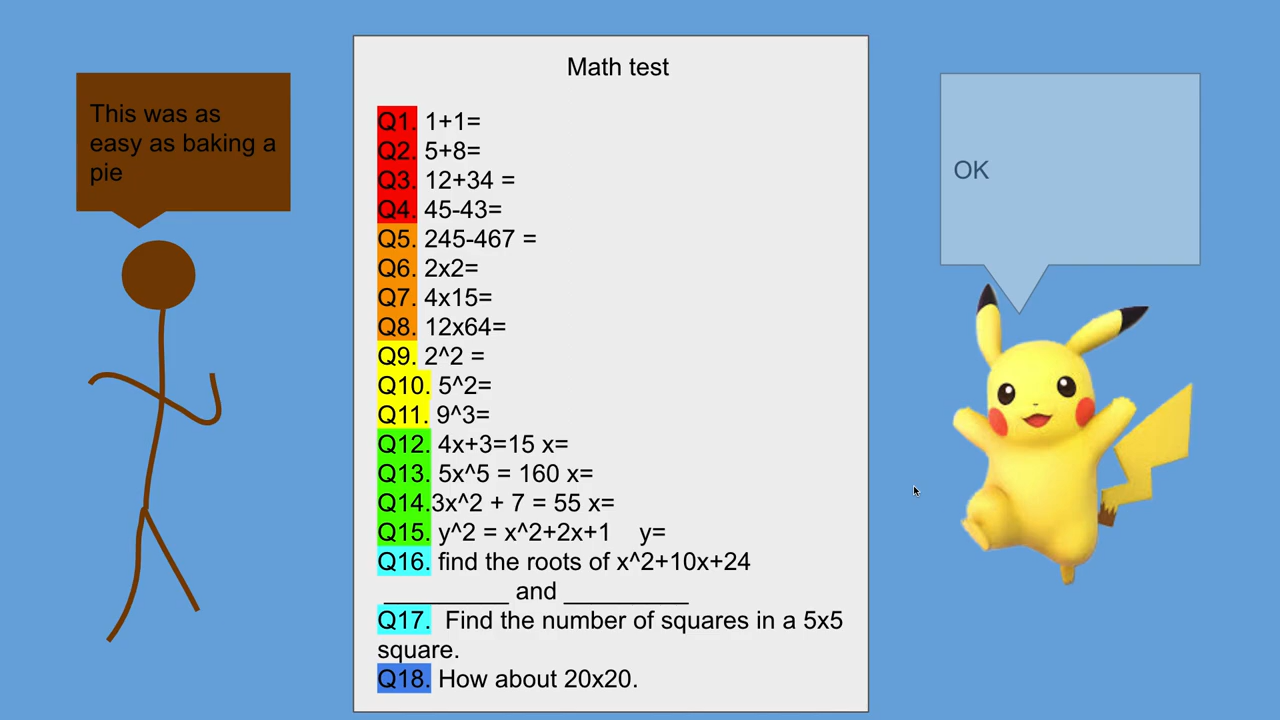 This was as
easy as baking a
pie
Math test
Q1. 1+1=
Q2. 5+8=
Q3. 12+34 =
Q4. 45-43=
Q5. 245-467 =
Q6. 2x2=
Q7. 4x15=
Q8. 12x64=
Q9. 2^2 =
Q10. 5^2=
Q11. 9^3=
Q12. 4x+3=15 x=
Q13. 5x^5 = 160 x=
Q14.3x^2 + 7 = 55 x=
Q15. y^2 = x^2+2x+1 y=
Q16. find the roots of x^2+10x+24
_________ and _________
Q17. Find the number of squares in a 5x5
square.
Q18. How about 20x20.
OK